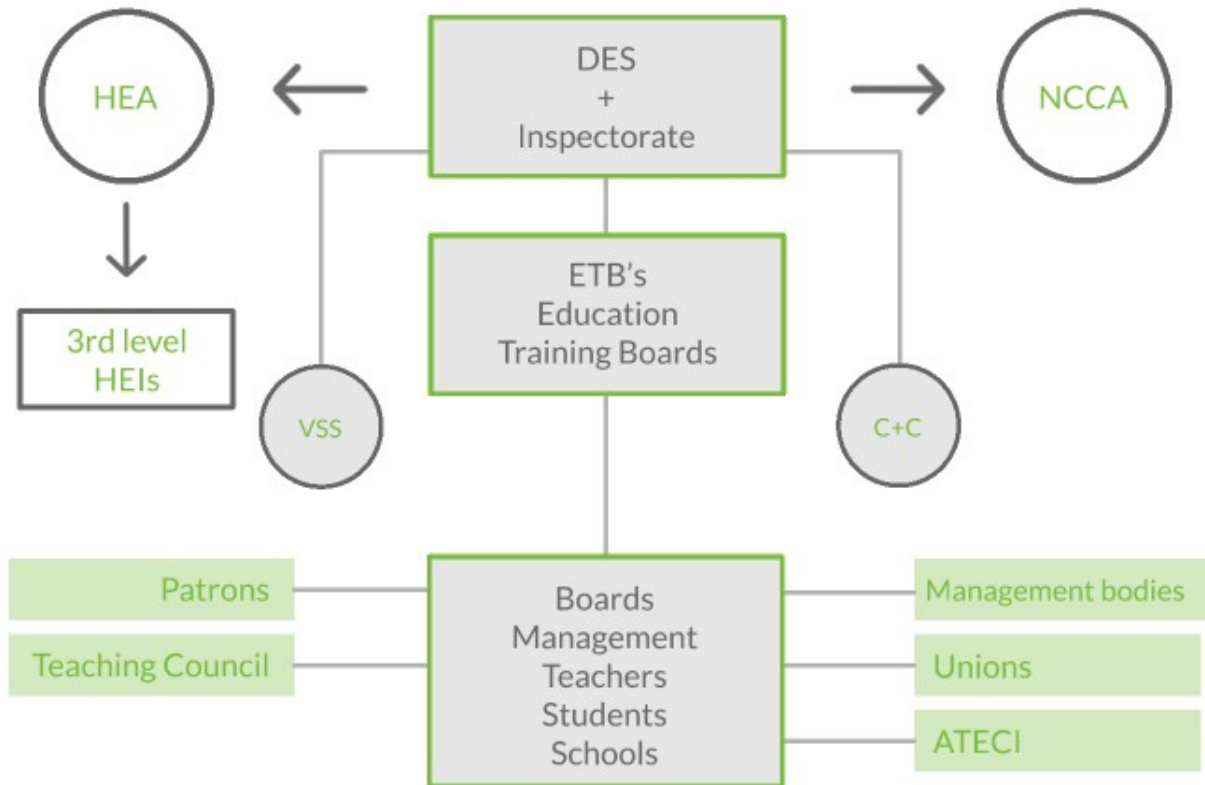 HEA
DES
+
Inspectorate
NCCA
ETB’s
Education
Training Boards
3rd level
HEIs
VSS
C+C
Patrons
Teaching Council
Boards
Management
Teachers
Students
Schools
Management bodies
Unions
ATECI